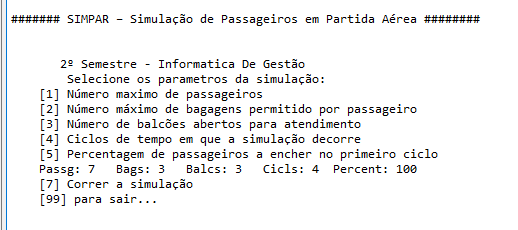 ####### SIMPAR – Simulação de Passageiros em Partida Aérea ########
2º Semestre - Informatica De Gestão
Selecione os parametros da simulação:
[1] Número maximo de passageiros
[2] Número máximo de bagagens permitido por passageiro
[3] Número de balcões abertos para atendimento
[4] Ciclos de tempo em que a simulação decorre
[5] Percentagem de passageiros a encher no primeiro ciclo
Passg: 7 Bags: 3 Balcs: 3 Cicls: 4 Percent: 100
[7] Correr a simulação
[99] para sair...